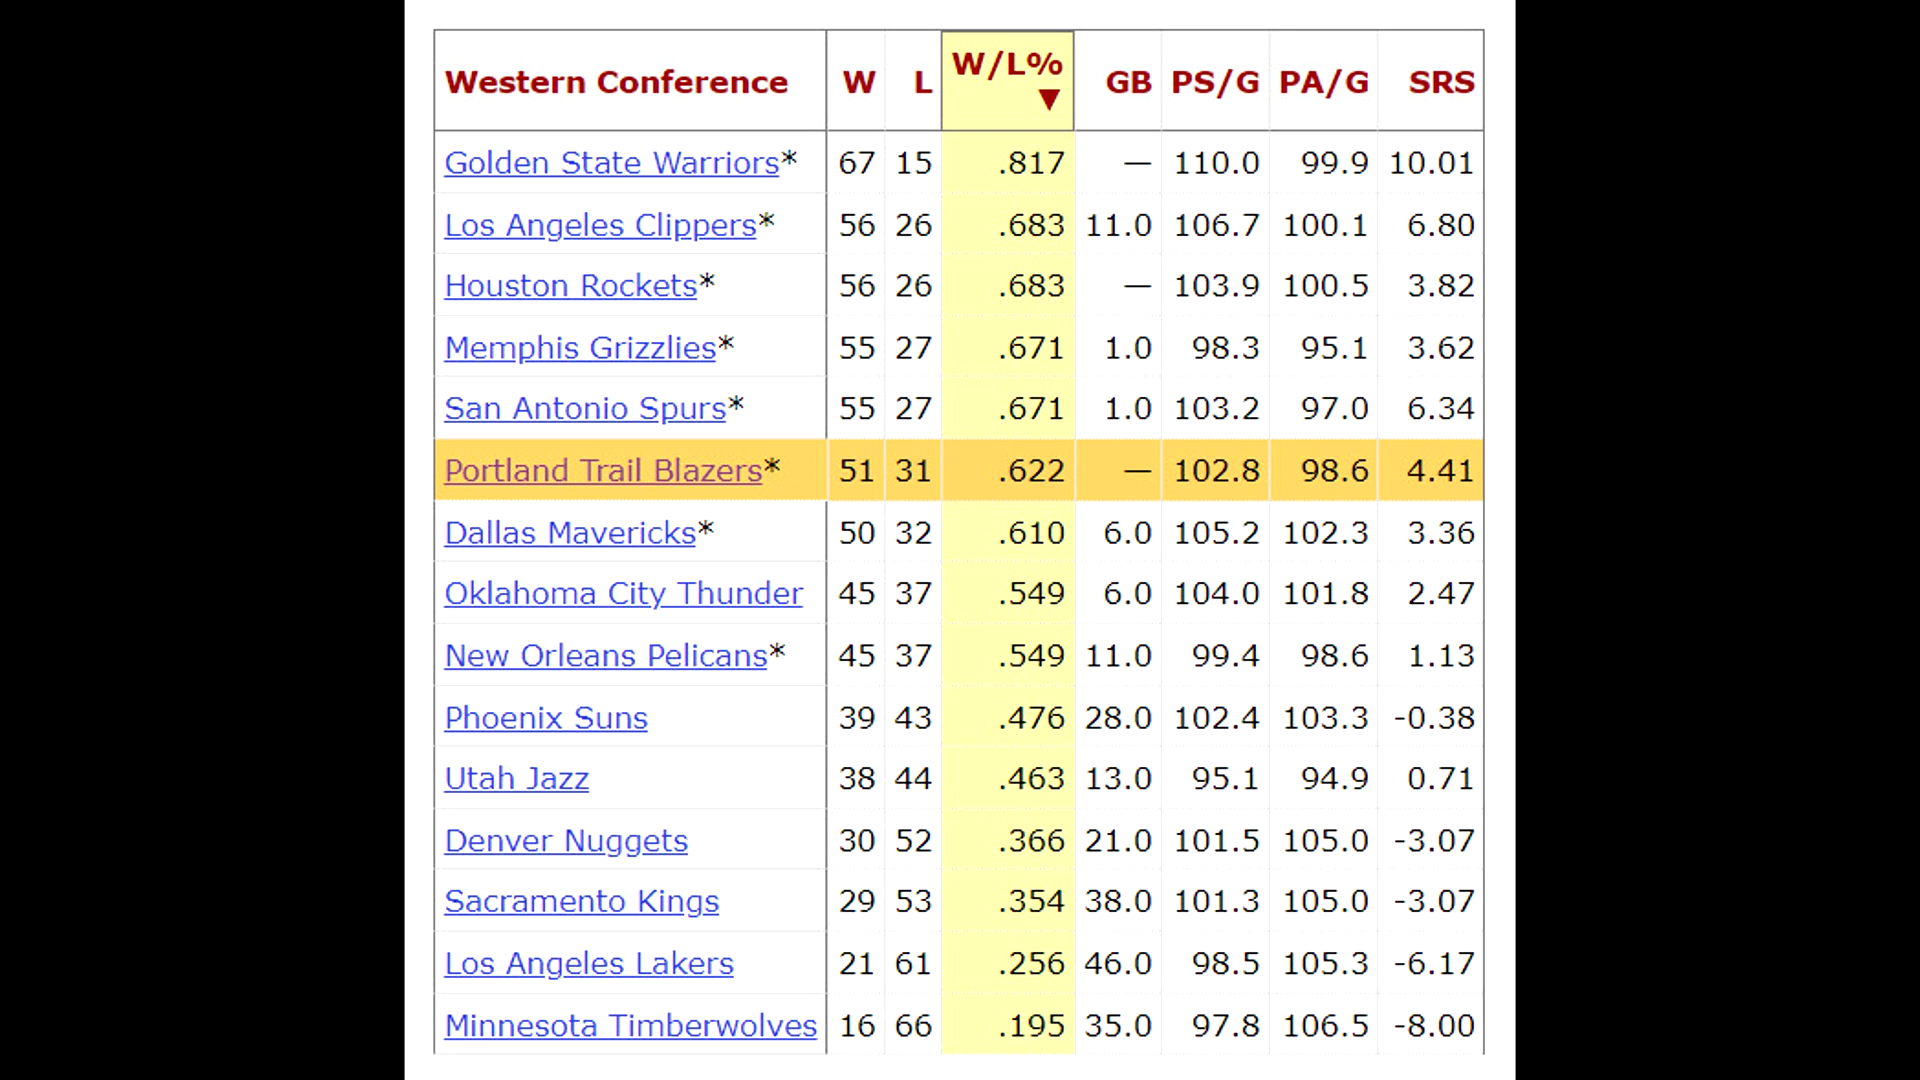 Western Conference W L W/L% ▼ GB PS/G PA/G SRS
Golden State Warriors* 67 15 .817 — 110.0 99.9 10.01
Los Angeles Clippers* 56 26 .683 11.0 106.7 100.1 6.80
Houston Rockets* 56 26 .683 — 103.9 100.5 3.82
Memphis Grizzlies* 55 27 .671 1.0 98.3 95.1 3.62
San Antonio Spurs* 55 27 .671 1.0 103.2 97.0 6.34
Portland Trail Blazers* 51 31 .622 — 102.8 98.6 4.41
Dallas Mavericks* 50 32 .610 6.0 105.2 102.3 3.36
Oklahoma City Thunder 45 37 .549 6.0 104.0 101.8 2.47
New Orleans Pelicans* 45 37 .549 11.0 99.4 98.6 1.13
Phoenix Suns 39 43 .476 28.0 102.4 103.3 -0.38
Utah Jazz 38 44 .463 13.0 95.1 94.9 0.71
Denver Nuggets 30 52 .366 21.0 101.5 105.0 -3.07
Sacramento Kings 29 53 .354 38.0 101.3 105.0 -3.07
Los Angeles Lakers 21 61 .256 46.0 98.5 105.3 -6.17
Minnesota Timberwolves 16 66 .195 35.0 97.8 106.5 -8.00